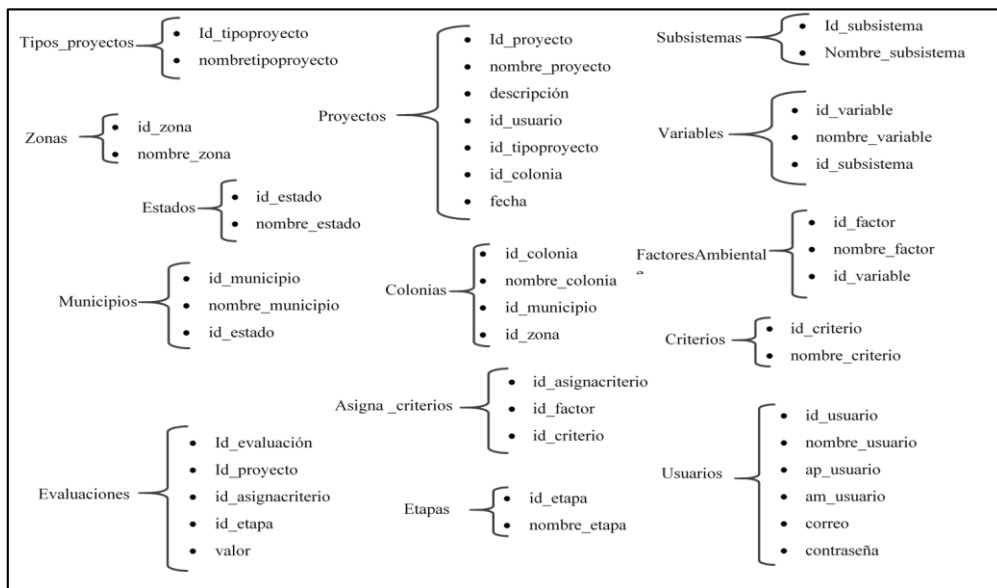 Tipos_proyectos
• Id_tipoproyecto
• nombretipoproyecto
Zonas
• id_zona
• nombre_zona
Estados
• id_estado
• nombre_estado
Municipios
• id_municipio
• nombre_municipio
• id_estado
Proyectos
• Id_proyecto
• nombre_proyecto
• descripción
• id_usuario
• id_tipoproyecto
• id_colonia
• fecha
Colonias
• id_colonia
• nombre_colonia
• id_municipio
• id_zona
Subsistemas
• Id_subsistema
• Nombre_subsistema
Variables
• id_variable
• nombre_variable
• id_subsistema
FactoresAmbientale
• id_factor
• nombre_factor
• id_variable
Criterios
• id_criterio
• nombre_criterio
Asigna _criterios
• id_asignacriterio
• id_factor
• id_criterio
Evaluaciones
• Id_evaluación
• Id_proyecto
• id_asignacriterio
• id_etapa
• valor
Etapas
• id_etapa
• nombre_etapa
Usuarios
• id_usuario
• nombre_usuario
• ap_usuario
• am_usuario
• correo
• contraseña